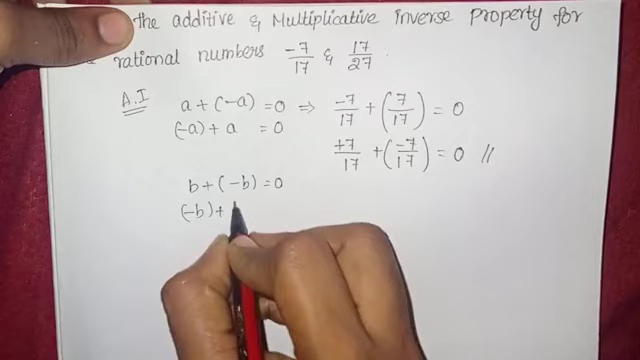 the additive & Multiplicative Inverse Property for
rational numbers -7/17 & 17/27.
A.I
a+(-a)=0 ⇒ -7/17 + (7/17) = 0
(-a)+a =0
+7/17 + (-7/17) = 0 //
b+(-b)=0
(-b)+